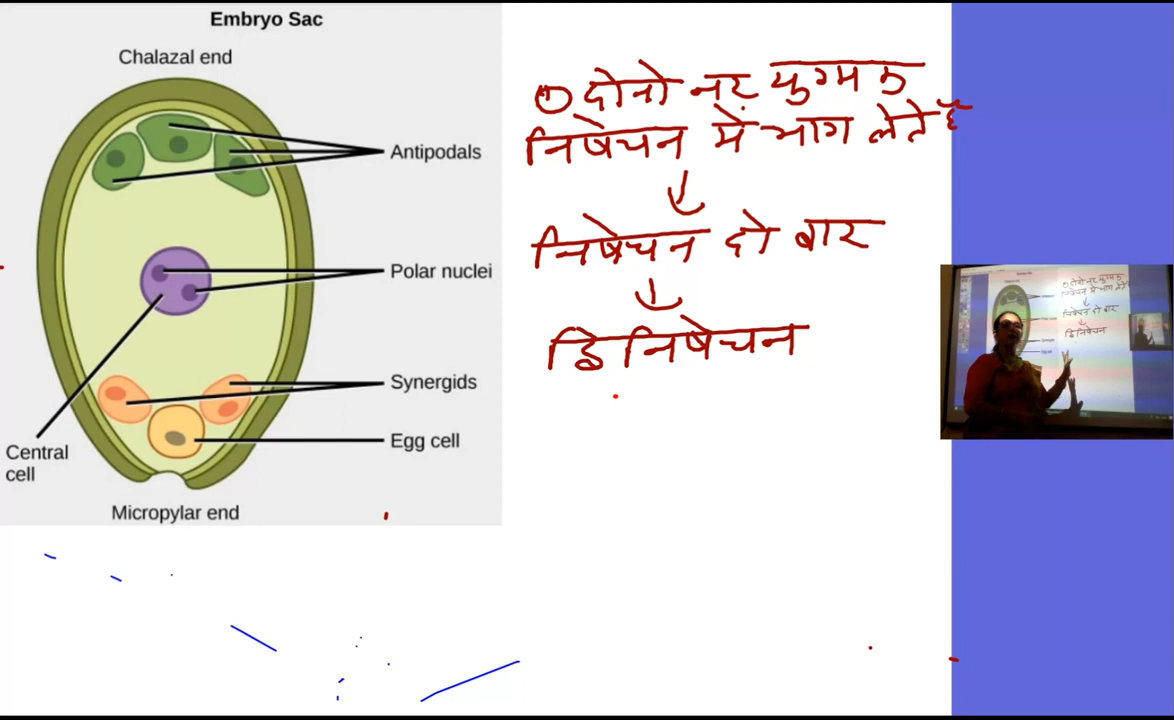 Embryo Sac
Chalazal end
Antipodals
Polar nuclei
Synergids
Egg cell
Central
cell
Micropylar end
① दोनो नर युग्मक
निषेचन में भाग लेते हैं
निषेचन दो बार
द्विनिषेचन